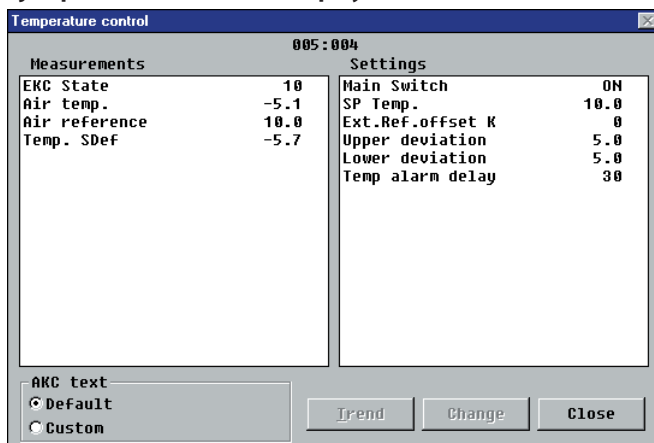 Temperature control
005:004
Measurements
Settings
EKC State 10
Air temp. -5.1
Air reference 10.0
Temp. SDef -5.7
Main Switch ON
SP Temp. 10.0
Ext.Ref.offset K 0
Upper deviation 5.0
Lower deviation 5.0
Temp alarm delay 30
AKC text
Default
Custom
Trend
Change
Close